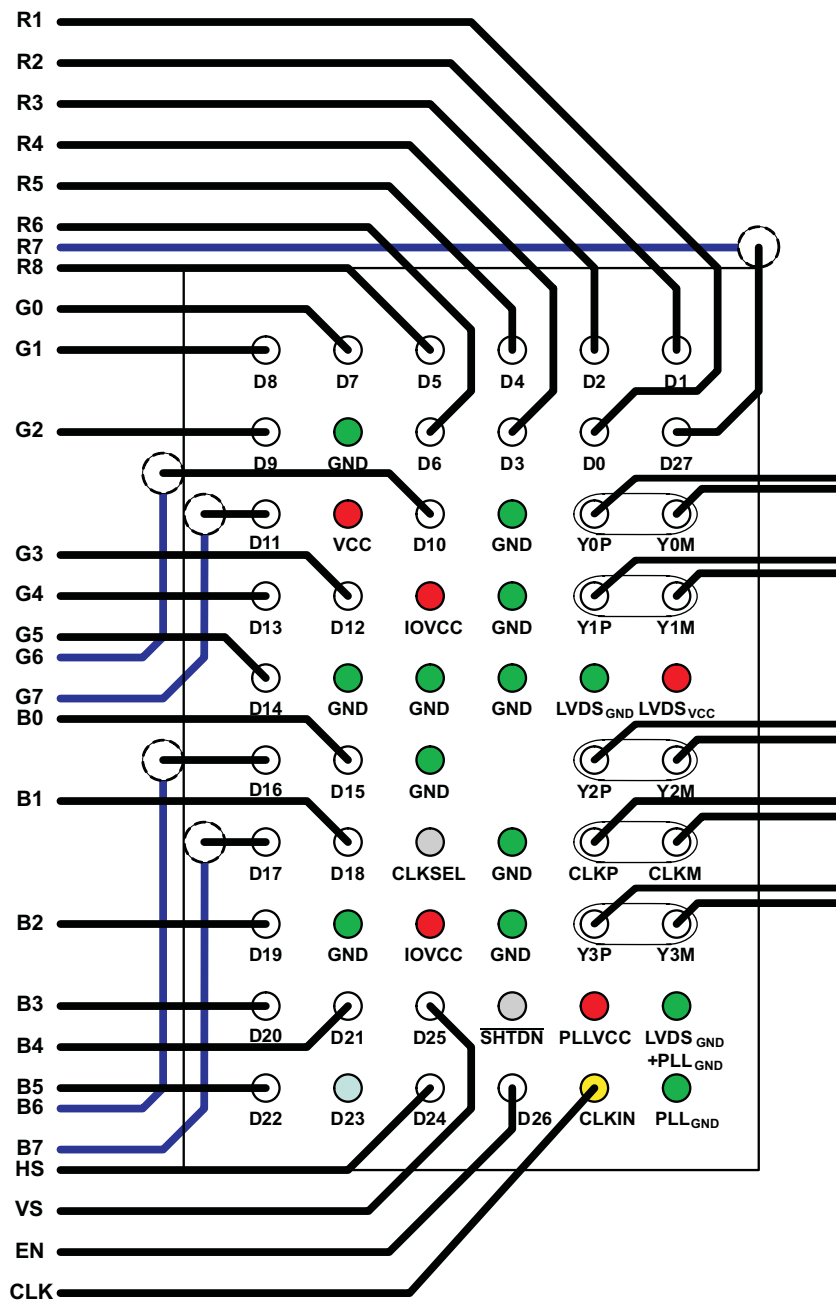 R1
R2
R3
R4
R5
R6
R7
R8
G0
G1
D8 D7 D5 D4 D2 D1
G2
D9 GND D6 D3 D0 D27
D11 VCC D10 GND Y0P Y0M
G3
G4
D13 D12 IOVCC GND Y1P Y1M
G5
G6
G7
D14 GND GND GND LVDSGND LVDSVCC
B0
D16 D15 GND Y2P Y2M
B1
D17 D18 CLKSEL GND CLKP CLKM
B2
D19 GND IOVCC GND Y3P Y3M
B3
D20 D21 D25 SHTDN PLLVCC LVDSGND
+PLLGND
B4
B5
B6
D22 D23 D24 D26 CLKIN PLLGND
B7
HS
VS
EN
CLK